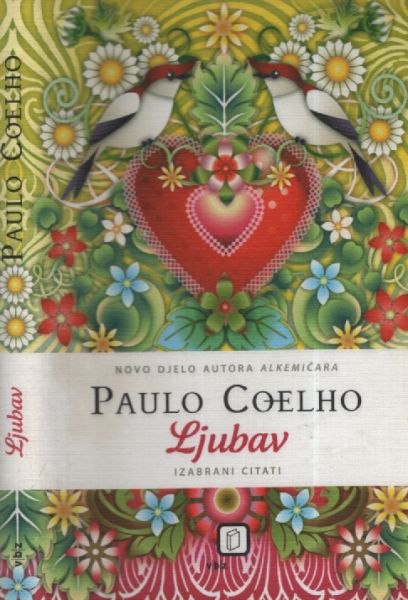 PAULO COELHO
Ljubav
vbz
NOVO DJELO AUTORA ALKEMIČARA
PAULO COELHO
Ljubav
IZABRANI CITATI
vbz